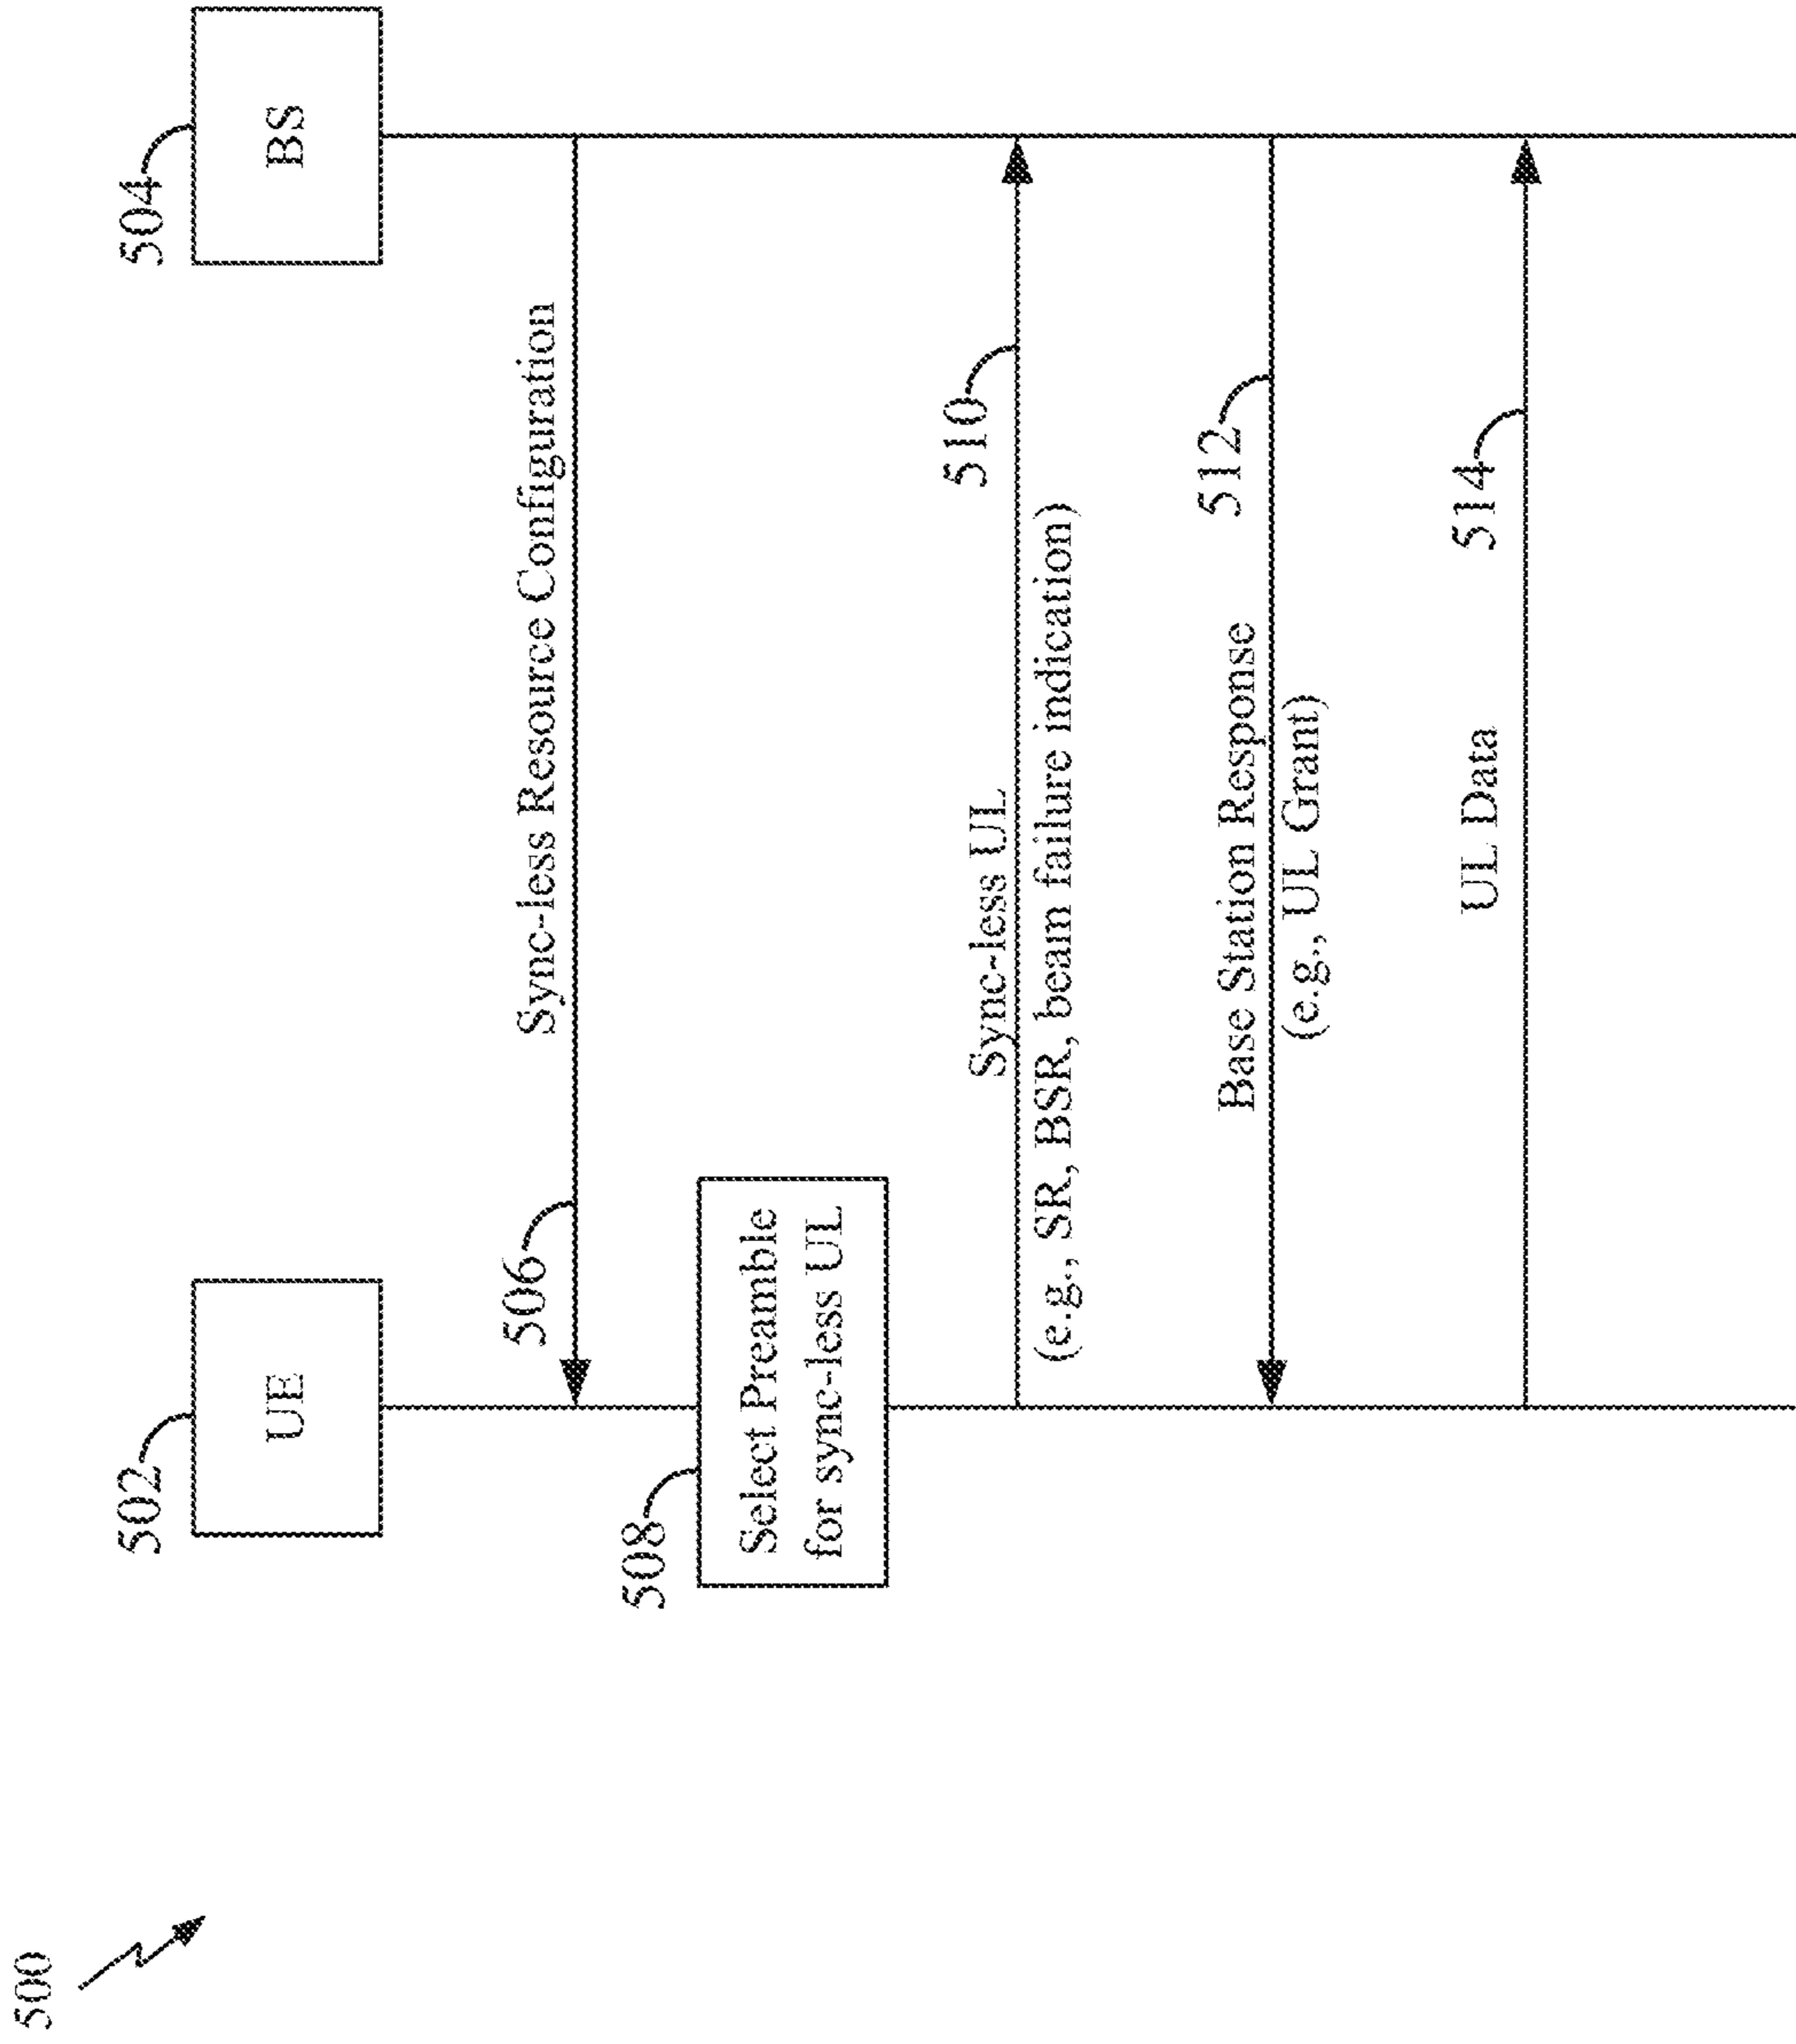 500
502
UE
504
BS
506
Sync-less Resource Configuration
508
Select Preamble
for sync-less UL
510
Sync-less UL
(e.g., SR, BSR, beam failure indication)
512
Base Station Response
(e.g., UL Grant)
514
UL Data